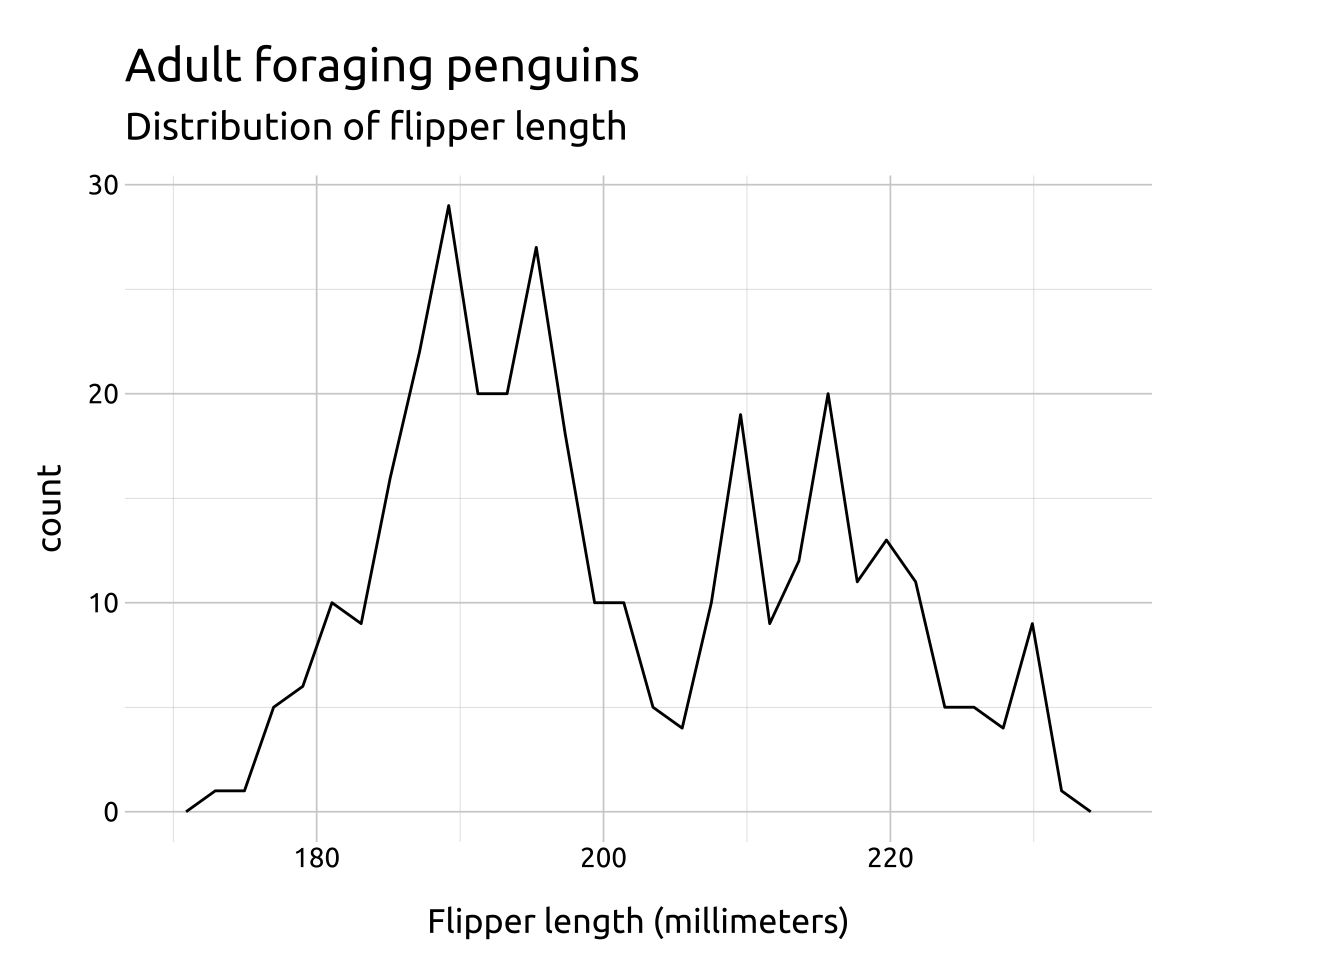 Adult foraging penguins
Distribution of flipper length
30
20
10
0
count
180
200
220
Flipper length (millimeters)